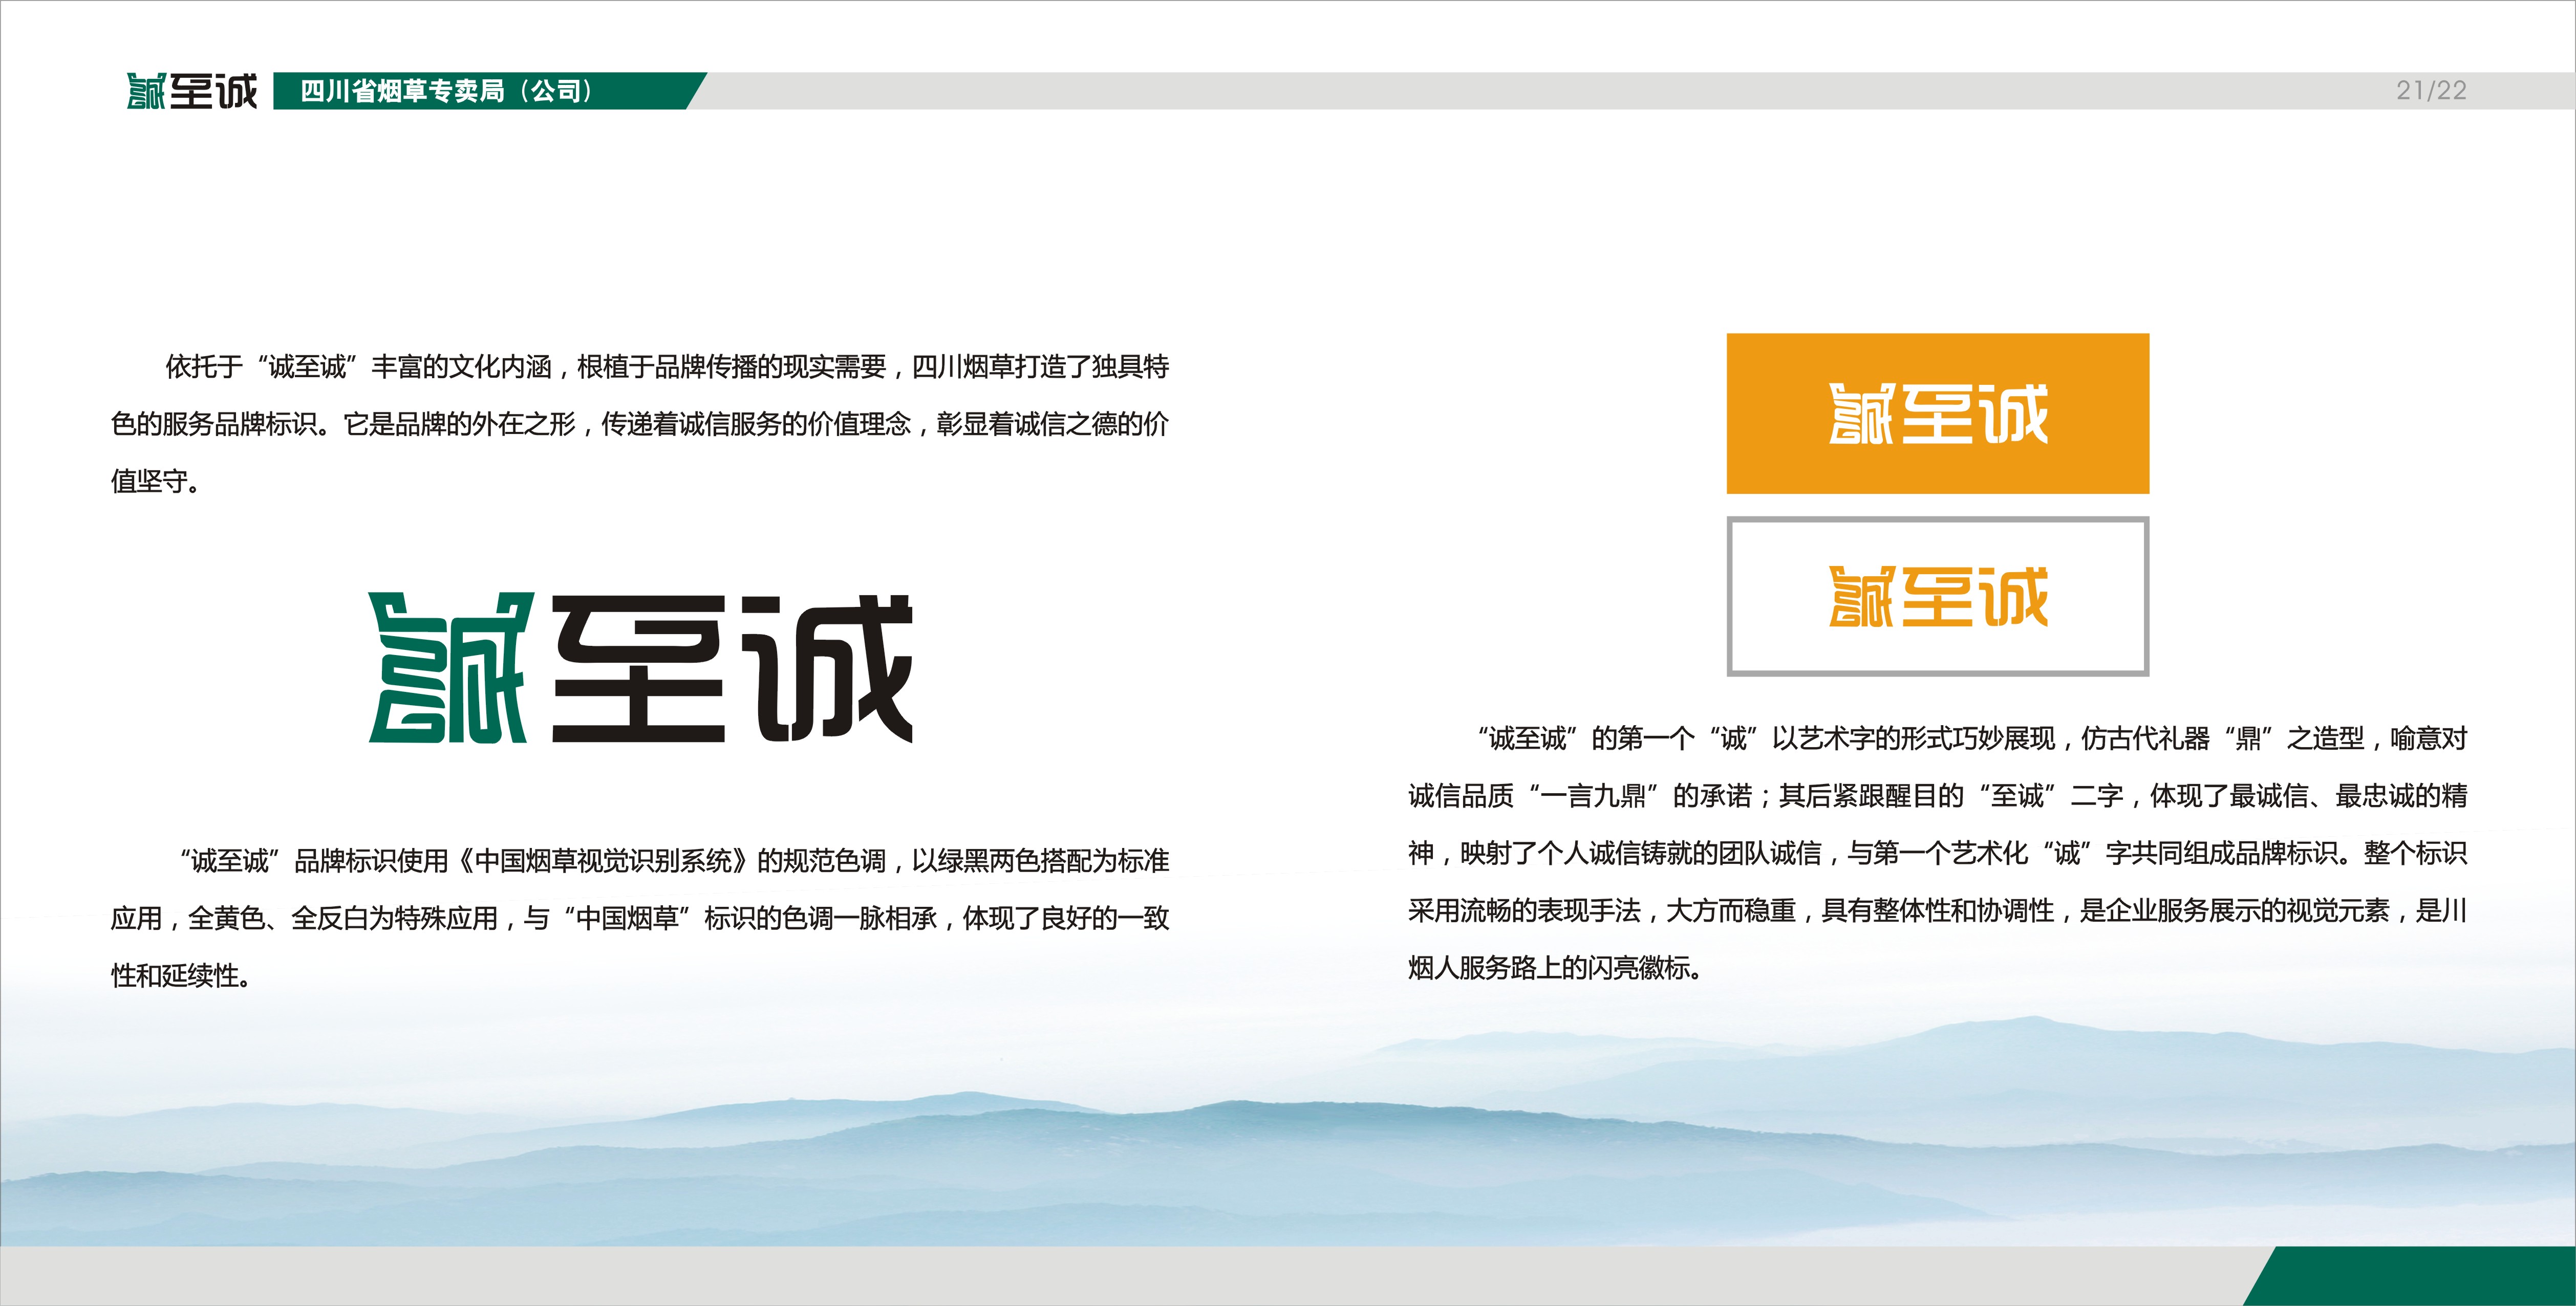 誠至诚
四川省烟草专卖局（公司）
21/22
依托于“诚至诚”丰富的文化内涵，根植于品牌传播的现实需要，四川烟草打造了独具特
色的服务品牌标识。它是品牌的外在之形，传递着诚信服务的价值理念，彰显着诚信之德的价
值坚守。
誠至诚
“诚至诚”品牌标识使用《中国烟草视觉识别系统》的规范色调，以绿黑两色搭配为标准
应用，全黄色、全反白为特殊应用，与“中国烟草”标识的色调一脉相承，体现了良好的一致
性和延续性。
誠至诚
誠至诚
“诚至诚”的第一个“诚”以艺术字的形式巧妙展现，仿古代礼器“鼎”之造型，喻意对
诚信品质“一言九鼎”的承诺；其后紧跟醒目的“至诚”二字，体现了最诚信、最忠诚的精
神，映射了个人诚信铸就的团队诚信，与第一个艺术化“诚”字共同组成品牌标识。整个标识
采用流畅的表现手法，大方而稳重，具有整体性和协调性，是企业服务展示的视觉元素，是川
烟人服务路上的闪亮徽标。